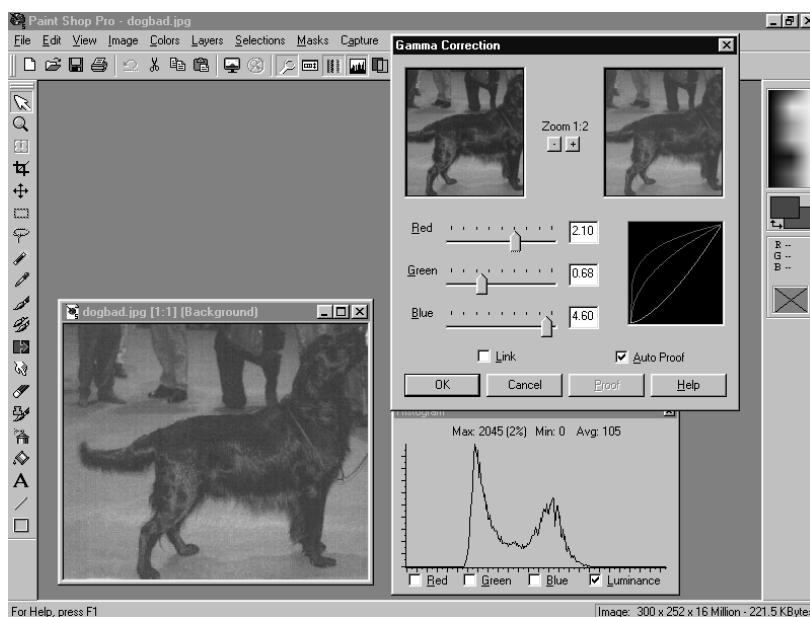 Paint Shop Pro - dogbad.jpg
File Edit View Image Colors Layers Selections Masks Capture
Gamma Correction
Zoom 1:2
- +
Red 2.10
Green 0.68
Blue 4.60
Link Auto Proof
OK Cancel Proof Help
R --
G --
B --
dogbad.jpg [1:1] (Background)
Histogram
Max: 2045 (2%) Min: 0 Avg: 105
Red Green Blue Luminance
A
For Help, press F1
Image: 300 x 252 x 16 Million - 221.5 KBytes